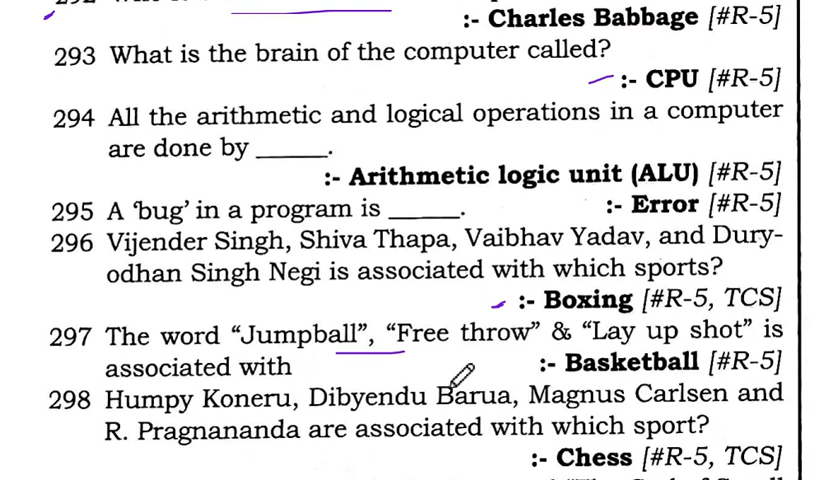 :- Charles Babbage [#R-5]
293 What is the brain of the computer called?
:- CPU [#R-5]
294 All the arithmetic and logical operations in a computer
are done by _____.
:- Arithmetic logic unit (ALU) [#R-5]
295 A ‘bug’ in a program is _____. :- Error [#R-5]
296 Vijender Singh, Shiva Thapa, Vaibhav Yadav, and Dury-
odhan Singh Negi is associated with which sports?
:- Boxing [#R-5, TCS]
297 The word “Jumpball”, “Free throw” & “Lay up shot” is
associated with :- Basketball [#R-5]
298 Humpy Koneru, Dibyendu Barua, Magnus Carlsen and
R. Pragnananda are associated with which sport?
:- Chess [#R-5, TCS]